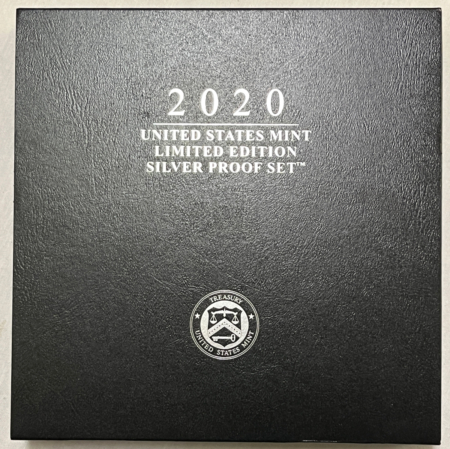 2020
UNITED STATES MINT
LIMITED EDITION
SILVER PROOF SET™
TREASURY
UNITED STATES MINT